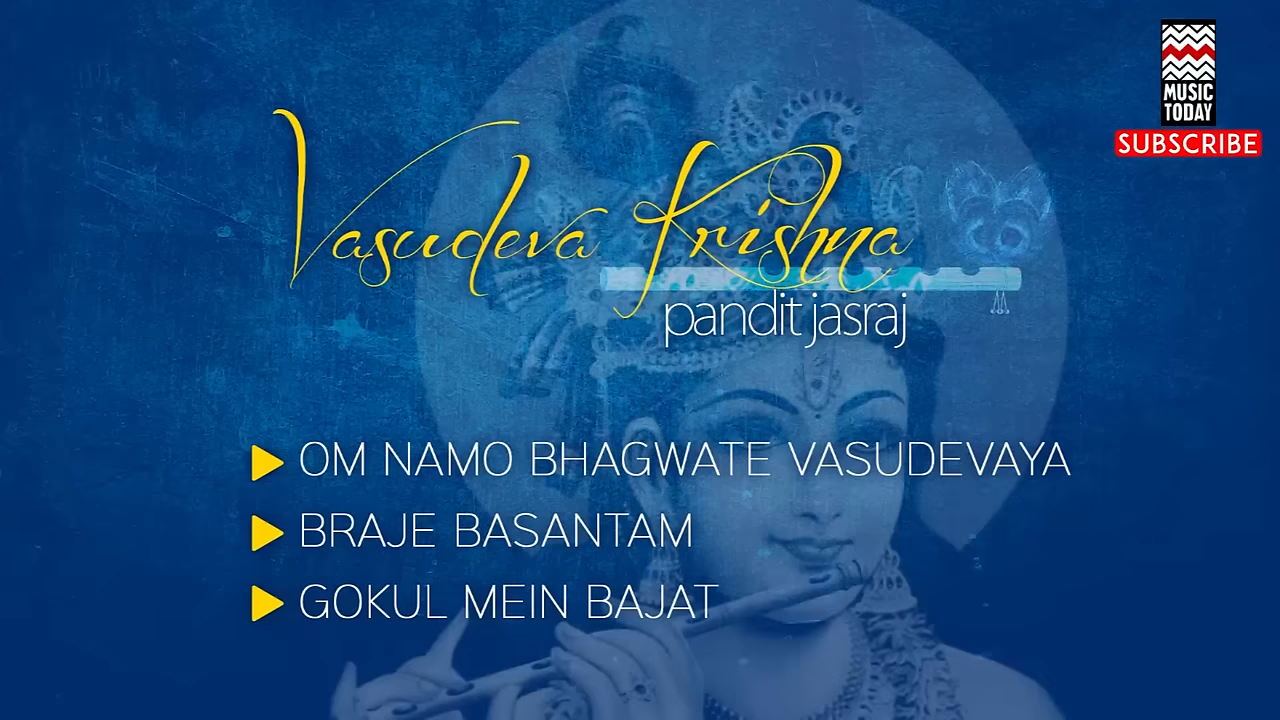 Vasudeva Krishna
pandit jasraj
MUSIC
TODAY
SUBSCRIBE
OM NAMO BHAGWATE VASUDEVAYA
BRAJE BASANTAM
GOKUL MEIN BAJAT